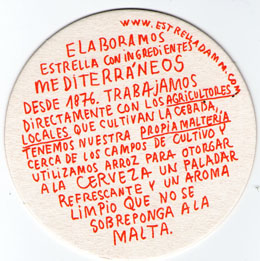 WWW.ESTRELLADAMM.COM
ELABORAMOS
ESTRELLA CON INGREDIENTES
MEDITERRÁNEOS
DESDE 1876. TRABAJAMOS
DIRECTAMENTE CON LOS AGRICULTORES
LOCALES QUE CULTIVAN LA CEBADA,
TENEMOS NUESTRA PROPIA MALTERÍA
CERCA DE LOS CAMPOS DE CULTIVO Y
UTILIZAMOS ARROZ PARA OTORGAR
A LA CERVEZA UN PALADAR
REFRESCANTE Y UN AROMA
LIMPIO QUE NO SE
SOBREPONGA A LA
MALTA.